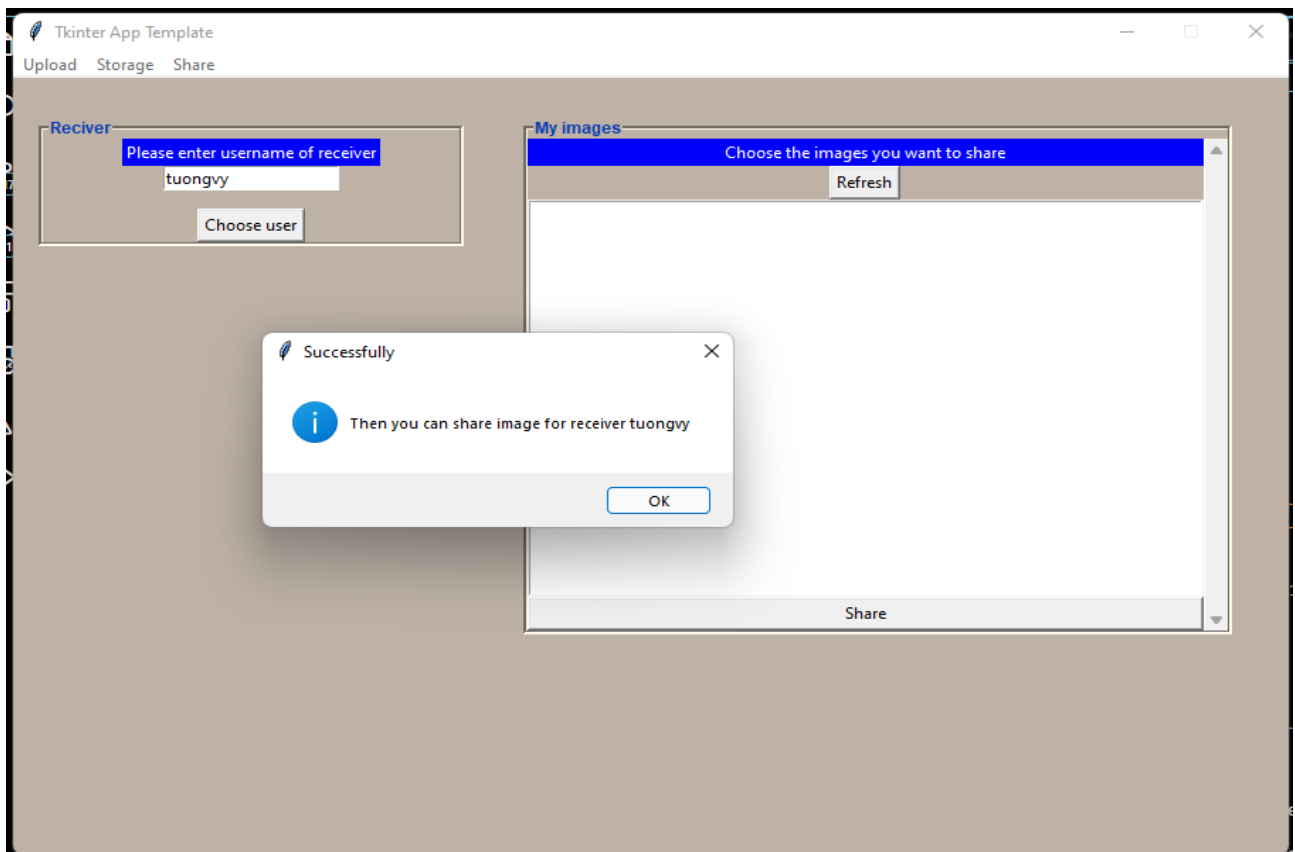 Tkinter App Template
Upload Storage Share
Reciver
Please enter username of receiver
tuongvy
Choose user
My images
Choose the images you want to share
Refresh
Successfully
Then you can share image for receiver tuongvy
OK
Share